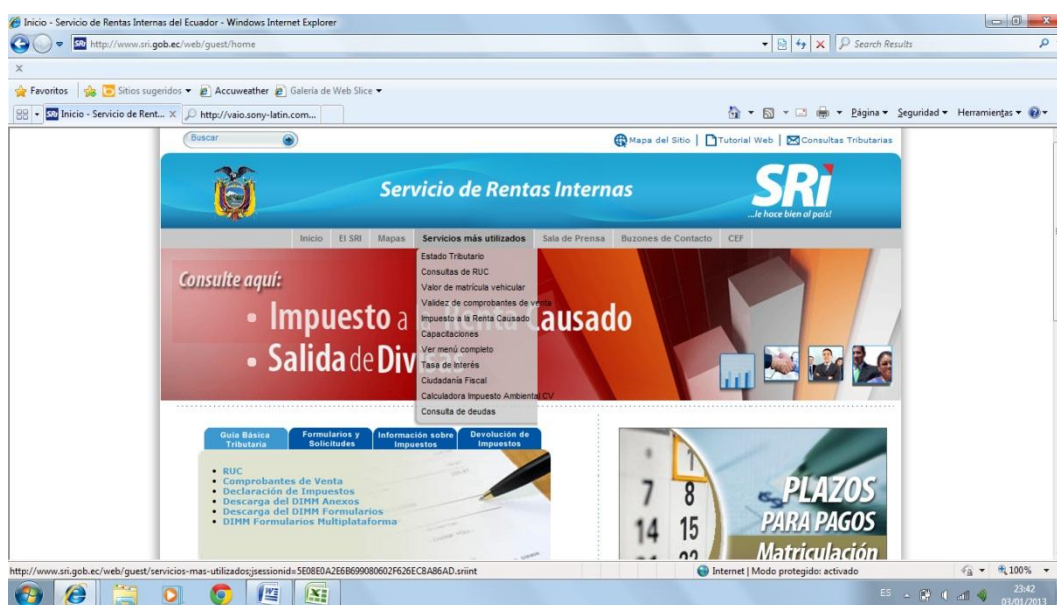 Inicio - Servicio de Rentas Internas del Ecuador - Windows Internet Explorer
http://www.sri.gob.ec/web/guest/home
Search Results
Favoritos
Sitios sugeridos
Accuweather
Galería de Web Slice
Inicio - Servicio de Rent...
http://vaio.sony-latin.com...
Página
Seguridad
Herramientas
Buscar
Mapa del Sitio | Tutorial Web | Consultas Tributarias
Servicio de Rentas Internas
SRi
...le hace bien al país!
Inicio
El SRI
Mapas
Servicios más utilizados
Sala de Prensa
Buzones de Contacto
CEF
Estado Tributario
Consultas de RUC
Valor de matrícula vehicular
Validez de comprobantes de venta
Impuesto a la Renta Causado
Capacitaciones
Ver menú completo
Tasa de Interés
Ciudadanía Fiscal
Calculadora Impuesto Ambiental CV
Consulta de deudas
Consulte aquí:
• Impuesto a la Renta Causado
• Salida de Divisas
Guía Básica Tributaria
Formularios y Solicitudes
Información sobre Impuestos
Devolución de Impuestos
• RUC
• Comprobantes de Venta
• Declaración de Impuestos
• Descarga del DIMM Anexos
• Descarga del DIMM Formularios
• DIMM Formularios Multiplataforma
1
7 8
14 15
22
PLAZOS
PARA PAGOS
Matriculación
http://www.sri.gob.ec/web/guest/servicios-mas-utilizados;jsessionid=5E08E0A2E6B699080602F626EC8A86AD.sriint
Internet | Modo protegido: activado
100%
ES
23:42
03/01/2013